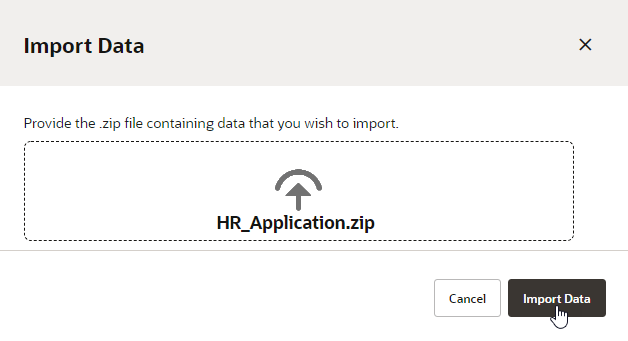 Import Data
Provide the .zip file containing data that you wish to import.
HR_Application.zip
Cancel
Import Data